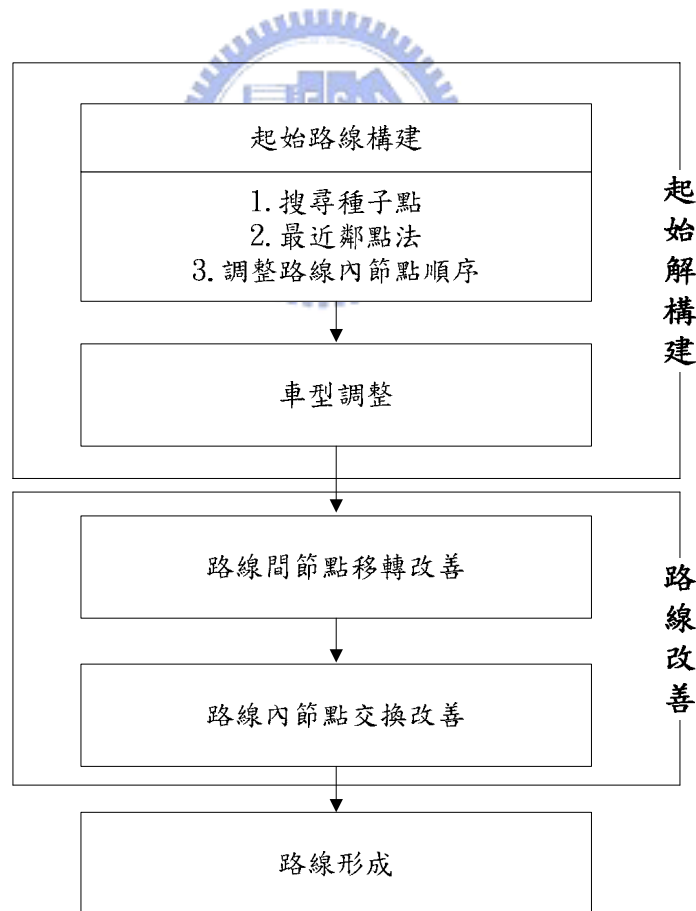 起始路線構建
1.搜尋種子點
2.最近鄰點法
3.調整路線內節點順序
車型調整
起始解構建
路線間節點移轉改善
路線內節點交換改善
路線改善
路線形成